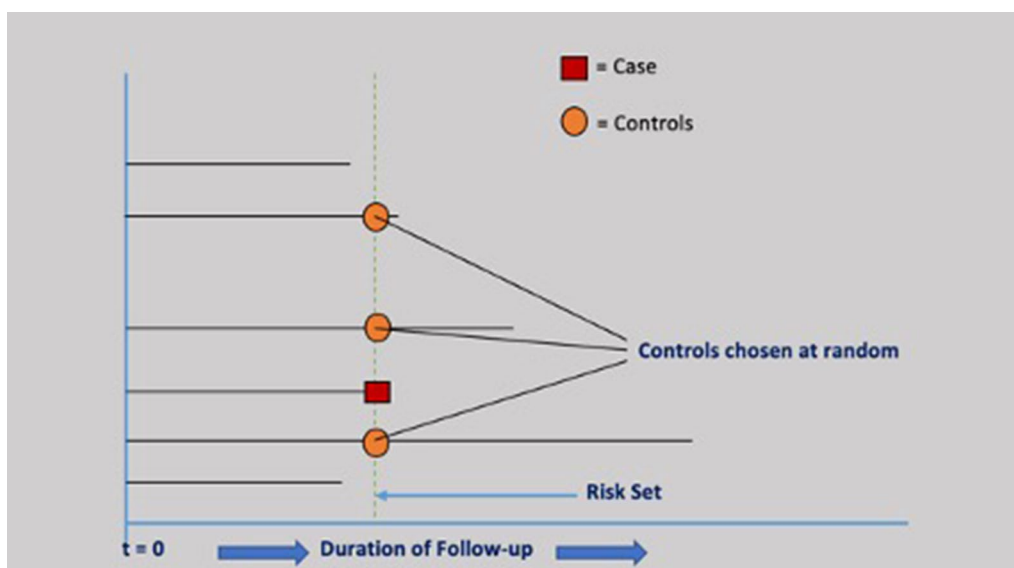 = Case
= Controls
Controls chosen at random
Risk Set
t = 0
Duration of Follow-up